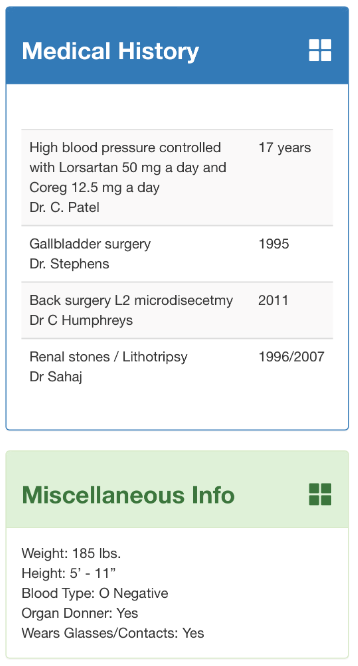 Medical History
High blood pressure controlled 17 years
with Lorsartan 50 mg a day and
Coreg 12.5 mg a day
Dr. C. Patel
Gallbladder surgery 1995
Dr. Stephens
Back surgery L2 microdisecetmy 2011
Dr C Humphreys
Renal stones / Lithotripsy 1996/2007
Dr Sahaj
Miscellaneous Info
Weight: 185 lbs.
Height: 5’ - 11”
Blood Type: O Negative
Organ Donner: Yes
Wears Glasses/Contacts: Yes